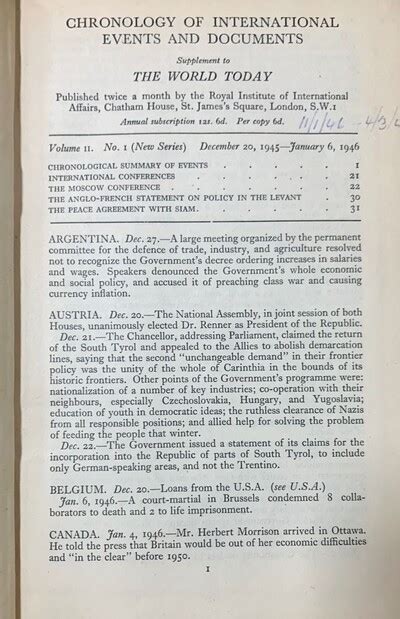 CHRONOLOGY OF INTERNATIONAL
EVENTS AND DOCUMENTS
Supplement to
THE WORLD TODAY
Published twice a month by the Royal Institute of International
Affairs, Chatham House, St. James's Square, London, S.W.1
Annual subscription 12s. 6d. Per copy 6d.
11/1/46
Volume II. No. 1 (New Series) December 20, 1945—January 6, 1946
CHRONOLOGICAL SUMMARY OF EVENTS . . . . . 1
INTERNATIONAL CONFERENCES . . . . . 21
THE MOSCOW CONFERENCE . . . . . 22
THE ANGLO-FRENCH STATEMENT ON POLICY IN THE LEVANT . 30
THE PEACE AGREEMENT WITH SIAM . . . . . 31
ARGENTINA. Dec. 27.—A large meeting organized by the permanent
committee for the defence of trade, industry, and agriculture resolved
not to recognize the Government's decree ordering increases in salaries
and wages. Speakers denounced the Government's whole economic
and social policy, and accused it of preaching class war and causing
currency inflation.
AUSTRIA. Dec. 20.—The National Assembly, in joint session of both
Houses, unanimously elected Dr. Renner as President of the Republic.
Dec. 21.—The Chancellor, addressing Parliament, claimed the return
of the South Tyrol and appealed to the Allies to abolish demarcation
lines, saying that the second "unchangeable demand" in their frontier
policy was the unity of the whole of Carinthia in the bounds of its
historic frontiers. Other points of the Government's programme were:
nationalization of a number of key industries; co-operation with their
neighbours, especially Czechoslovakia, Hungary, and Yugoslavia;
education of youth in democratic ideas; the ruthless clearance of Nazis
from all responsible positions; and allied help for solving the problem
of feeding the people that winter.
Dec. 22.—The Government issued a statement of its claims for the
incorporation into the Republic of parts of South Tyrol, to include
only German-speaking areas, and not the Trentino.
BELGIUM. Dec. 20.—Loans from the U.S.A. (see U.S.A.)
Jan. 6, 1946.—A court-martial in Brussels condemned 8 colla-
borators to death and 2 to life imprisonment.
CANADA. Jan. 4, 1946.—Mr. Herbert Morrison arrived in Ottawa.
He told the press that Britain would be out of her economic difficulties
and "in the clear" before 1950.
1